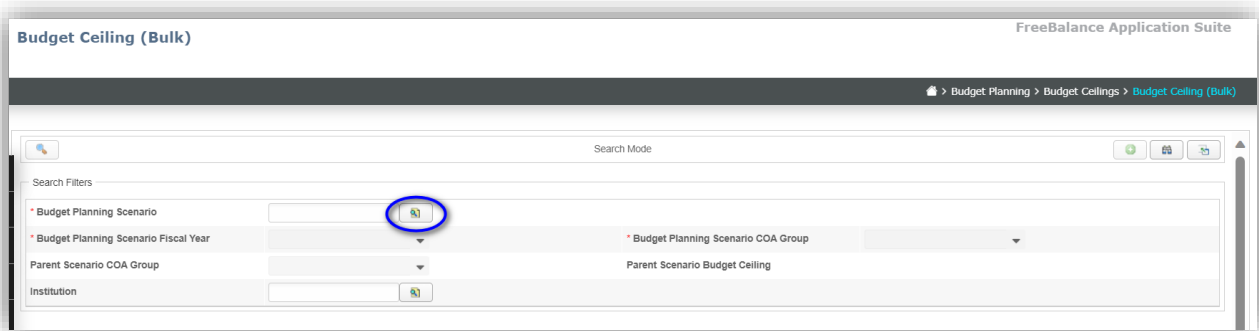 FreeBalance Application Suite
Budget Ceiling (Bulk)
> Budget Planning > Budget Ceilings > Budget Ceiling (Bulk)
Search Mode
Search Filters
* Budget Planning Scenario
* Budget Planning Scenario Fiscal Year * Budget Planning Scenario COA Group
Parent Scenario COA Group Parent Scenario Budget Ceiling
Institution